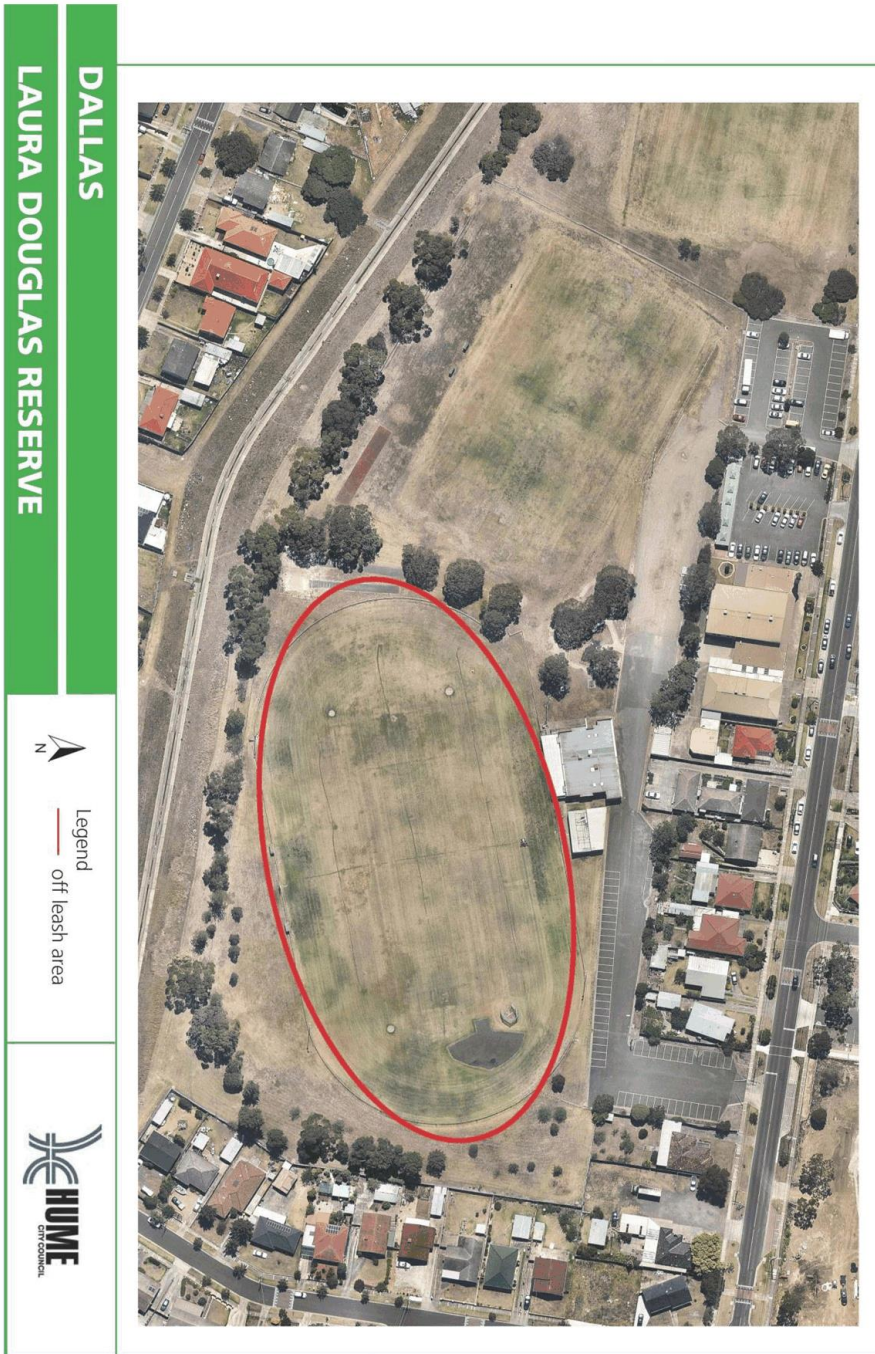 DALLAS
LAURA DOUGLAS RESERVE
N
Legend
off leash area
HUME
CITY COUNCIL